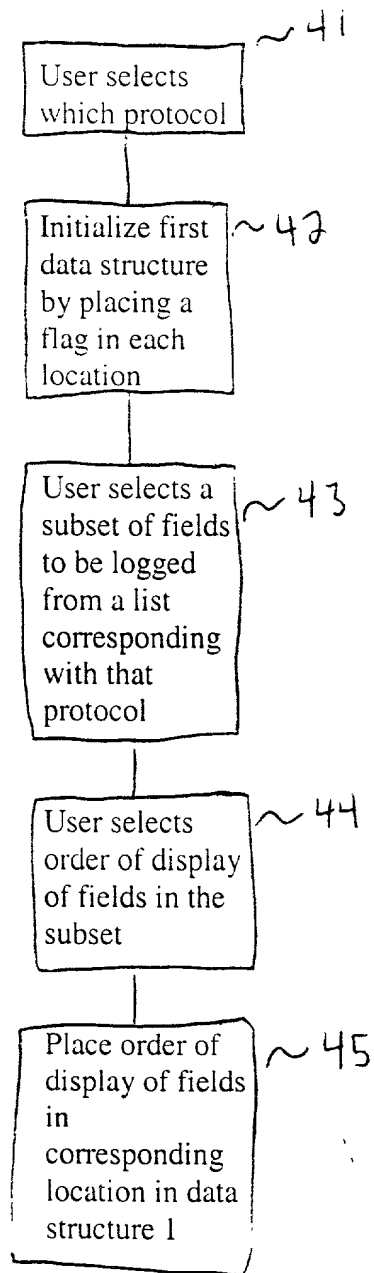 41
User selects
which protocol
42
Initialize first
data structure
by placing a
flag in each
location
43
User selects a
subset of fields
to be logged
from a list
corresponding
with that
protocol
44
User selects
order of display
of fields in the
subset
45
Place order of
display of fields
in
corresponding
location in data
structure 1